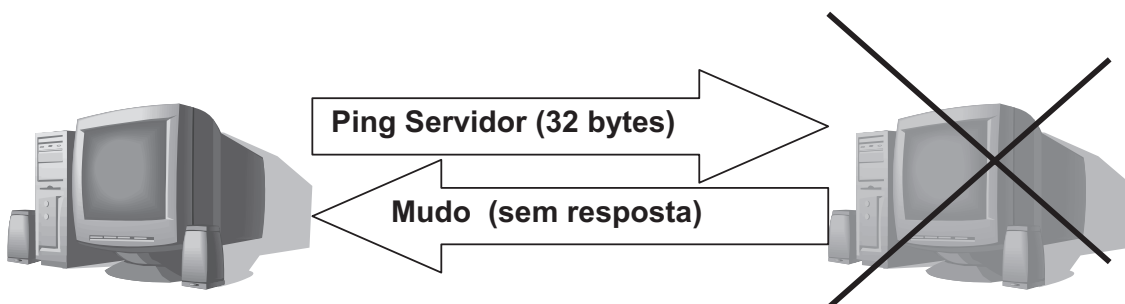 Ping Servidor (32 bytes)
Mudo (sem resposta)